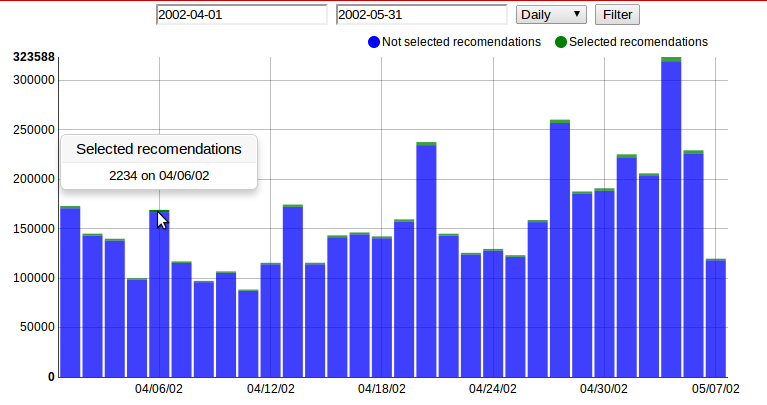 2002-04-01 2002-05-31 Daily Filter
Not selected recomendations Selected recomendations
323588
300000
250000
Selected recomendations
2234 on 04/06/02
200000
150000
100000
50000
0
04/06/02 04/12/02 04/18/02 04/24/02 04/30/02 05/07/02